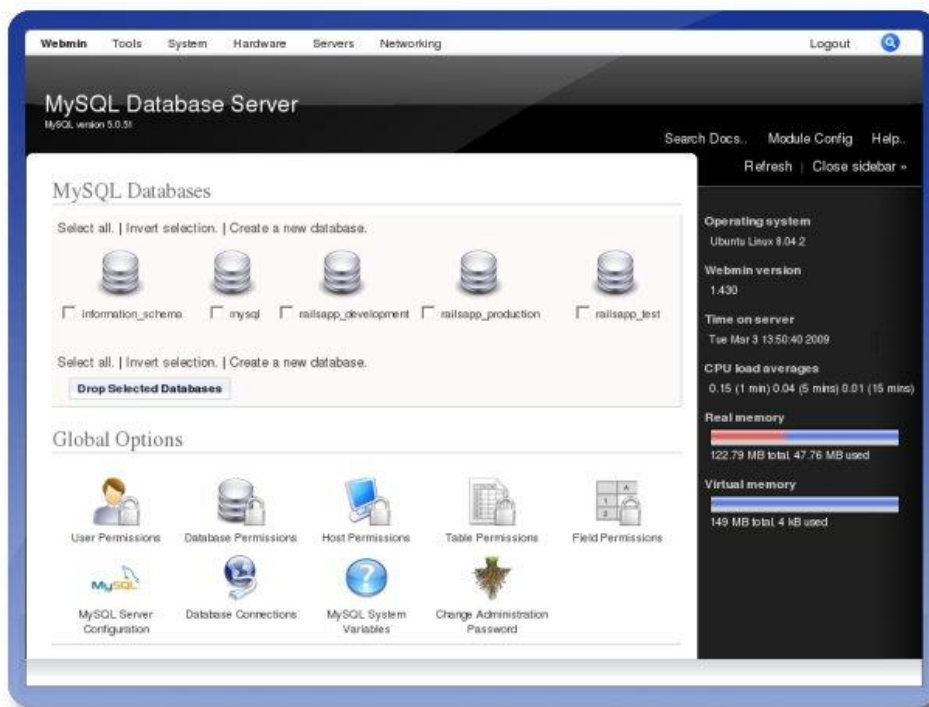 Webmin Tools System Hardware Servers Networking Logout
MySQL Database Server
MySQL version 5.0.51
Search Docs.. Module Config Help..
Refresh | Close sidebar »
MySQL Databases
Select all. | Invert selection. | Create a new database.
information_schema mysql railsapp_development railsapp_production railsapp_test
Select all. | Invert selection. | Create a new database.
Drop Selected Databases
Global Options
User Permissions Database Permissions Host Permissions Table Permissions Field Permissions
MySQL
MySQL Server Configuration
Database Connections
MySQL System Variables
Change Administration Password
Operating system
Ubuntu Linux 8.04.2
Webmin version
1.430
Time on server
Tue Mar 3 13:50:40 2009
CPU load averages
0.15 (1 min) 0.04 (5 mins) 0.01 (15 mins)
Real memory
122.79 MB total, 47.76 MB used
Virtual memory
149 MB total, 4 kB used